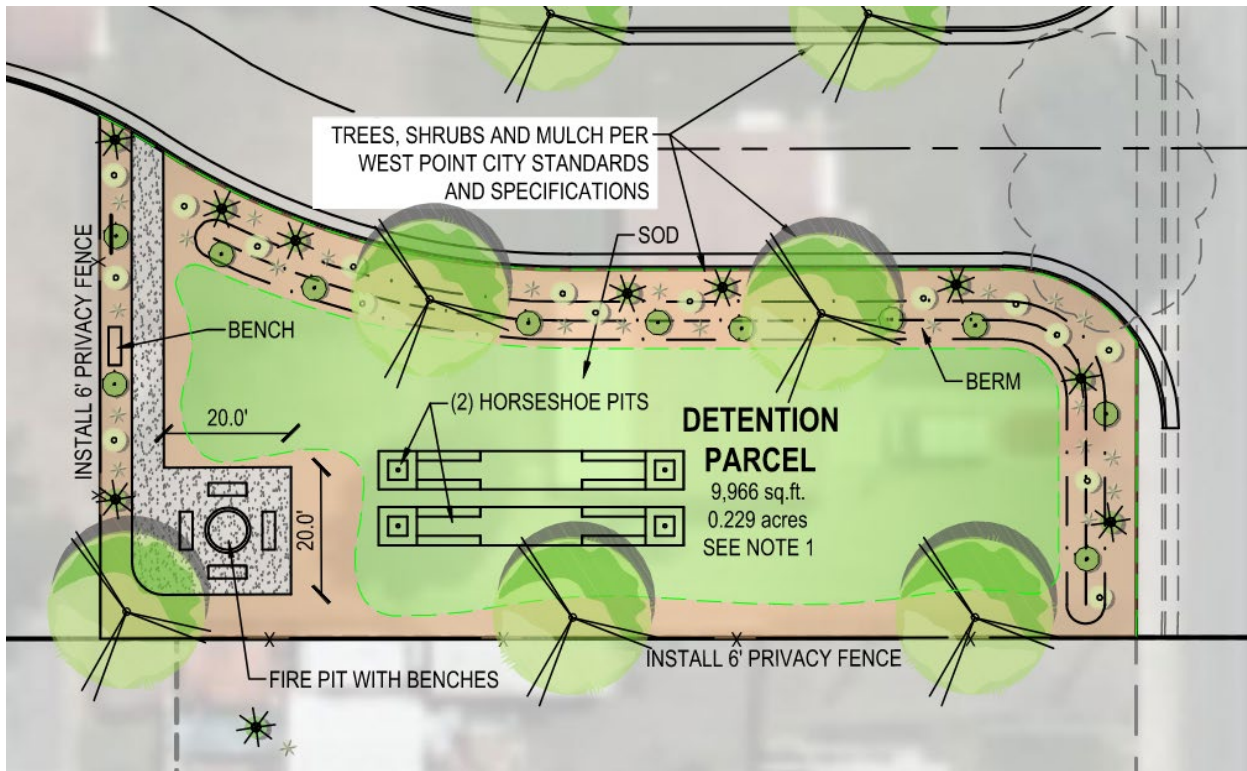 TREES, SHRUBS AND MULCH PER
WEST POINT CITY STANDARDS
AND SPECIFICATIONS
SOD
INSTALL 6' PRIVACY FENCE
BENCH
BERM
20.0'
(2) HORSESHOE PITS
DETENTION
PARCEL
9,966 sq.ft.
0.229 acres
SEE NOTE 1
20.0'
X
X
X
X
X
X
INSTALL 6' PRIVACY FENCE
FIRE PIT WITH BENCHES